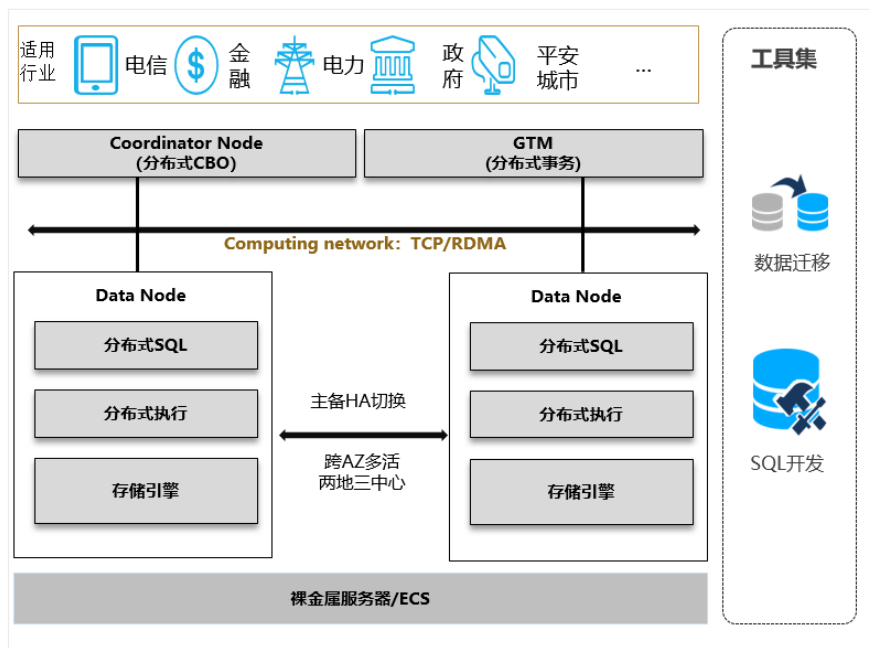 适用
行业
电信
金
融
电力
政
府
平安
城市
...
工具集
Coordinator Node
(分布式CBO)
GTM
(分布式事务)
Computing network：TCP/RDMA
Data Node
分布式SQL
分布式执行
存储引擎
主备HA切换
跨AZ多活
两地三中心
Data Node
分布式SQL
分布式执行
存储引擎
数据迁移
SQL开发
裸金属服务器/ECS